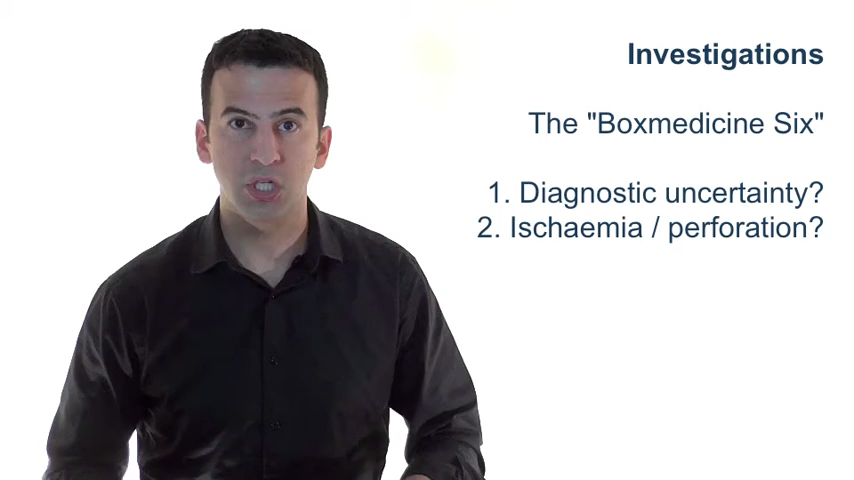 Investigations
The "Boxmedicine Six"
1. Diagnostic uncertainty?
2. Ischaemia / perforation?